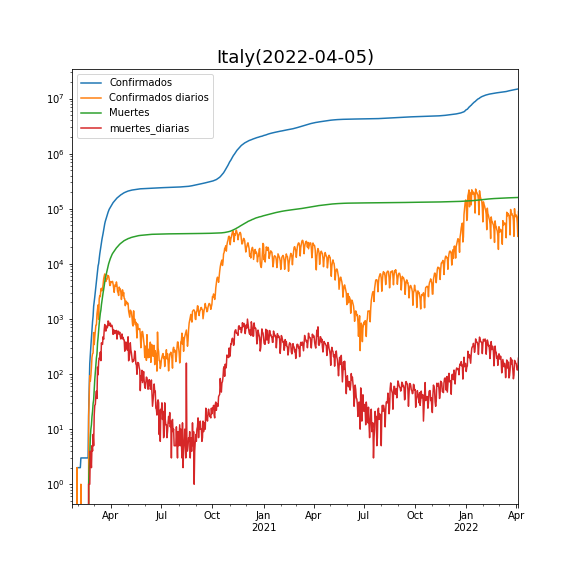 Italy(2022-04-05)
Confirmados
Confirmados diarios
Muertes
muertes_diarias
10⁷
10⁶
10⁵
10⁴
10³
10²
10¹
10⁰
Apr Jul Oct Jan Apr Jul Oct Jan Apr
2021 2022